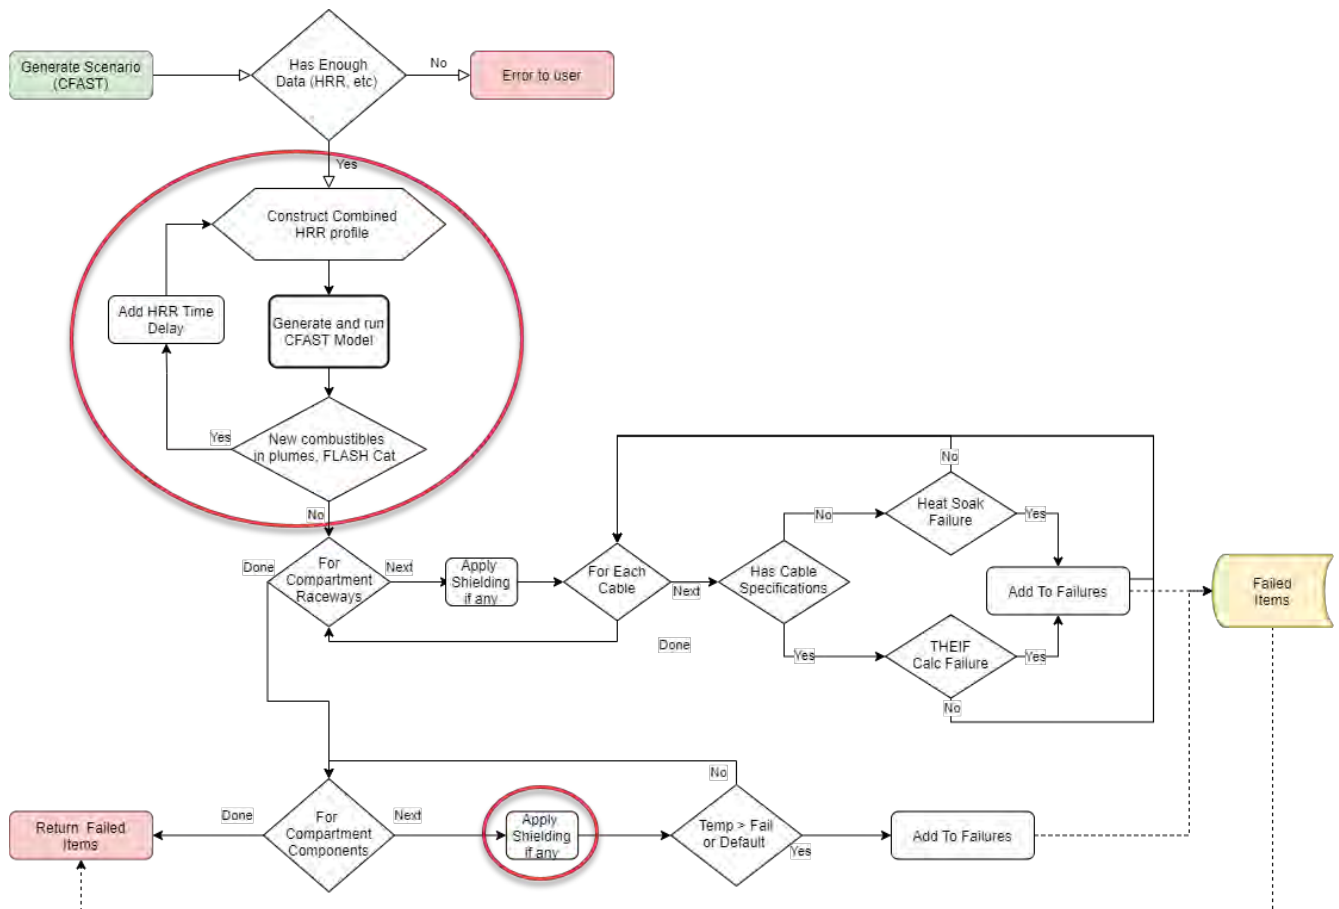 Generate Scenario
(CFAST)
Has Enough
Data (HRR, etc)
No
Error to user
Yes
Construct Combined
HRR profile
Add HRR Time
Delay
Generate and run
CFAST Model
Yes
New combustibles
in plumes, FLASH Cat
No
Done
For
Compartment
Raceways
Next
Apply
Shielding
if any
For Each
Cable
Next
Done
Has Cable
Specifications
No
Yes
No
Heat Soak
Failure
Yes
THEIF
Calc Failure
Yes
No
Add To Failures
Failed
Items
Return Failed
Items
Done
For
Compartment
Components
Next
Apply
Shielding
if any
No
Temp > Fail
or Default
Yes
Add To Failures